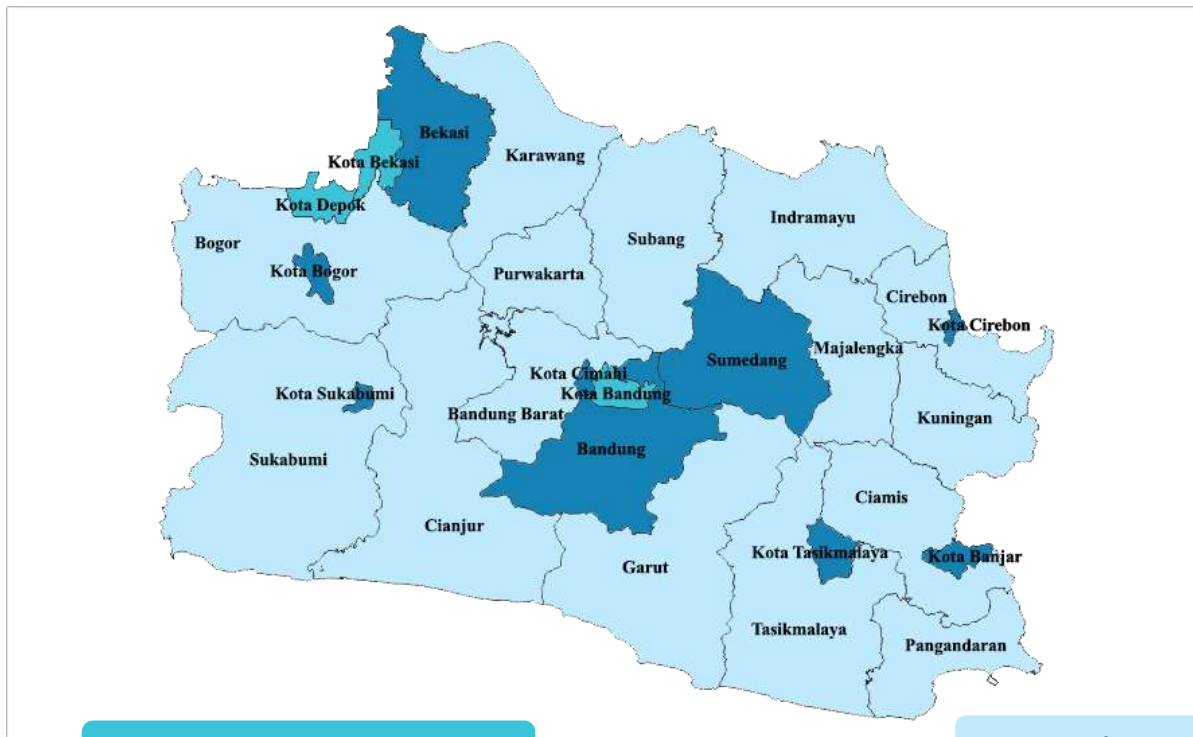 Bekasi
Karawang
Kota Bekasi
Kota Depok
Indramayu
Bogor
Subang
Kota Bogor
Purwakarta
Cirebon
Kota Cirebon
Majalengka
Sumedang
Kota Cimahi
Kota Sukabumi
Kota Bandung
Bandung Barat
Kuningan
Bandung
Sukabumi
Ciamis
Cianjur
Kota Tasikmalaya
Kota Banjar
Garut
Tasikmalaya
Pangandaran